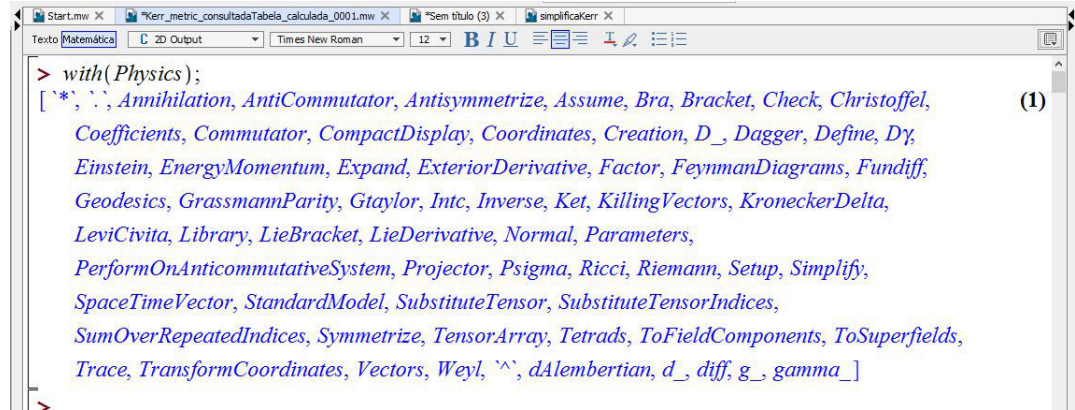 Start.mw X *Kerr_metric_consultadaTabela_calculada_0001.mw X *Sem título (3) X simplificaKerr X
Texto Matemática C 2D Output Times New Roman 12 B I U
> with(Physics);
[`*`, `.`, Annihilation, AntiCommutator, Antisymmetrize, Assume, Bra, Bracket, Check, Christoffel, (1)
Coefficients, Commutator, CompactDisplay, Coordinates, Creation, D_, Dagger, Define, Dγ,
Einstein, EnergyMomentum, Expand, ExteriorDerivative, Factor, FeynmanDiagrams, Fundiff,
Geodesics, GrassmannParity, Gtaylor, Intc, Inverse, Ket, KillingVectors, KroneckerDelta,
LeviCivita, Library, LieBracket, LieDerivative, Normal, Parameters,
PerformOnAnticommutativeSystem, Projector, Psigma, Ricci, Riemann, Setup, Simplify,
SpaceTimeVector, StandardModel, SubstituteTensor, SubstituteTensorIndices,
SumOverRepeatedIndices, Symmetrize, TensorArray, Tetrads, ToFieldComponents, ToSuperfields,
Trace, TransformCoordinates, Vectors, Weyl, `^`, dAlembertian, d_, diff, g_, gamma_]
>